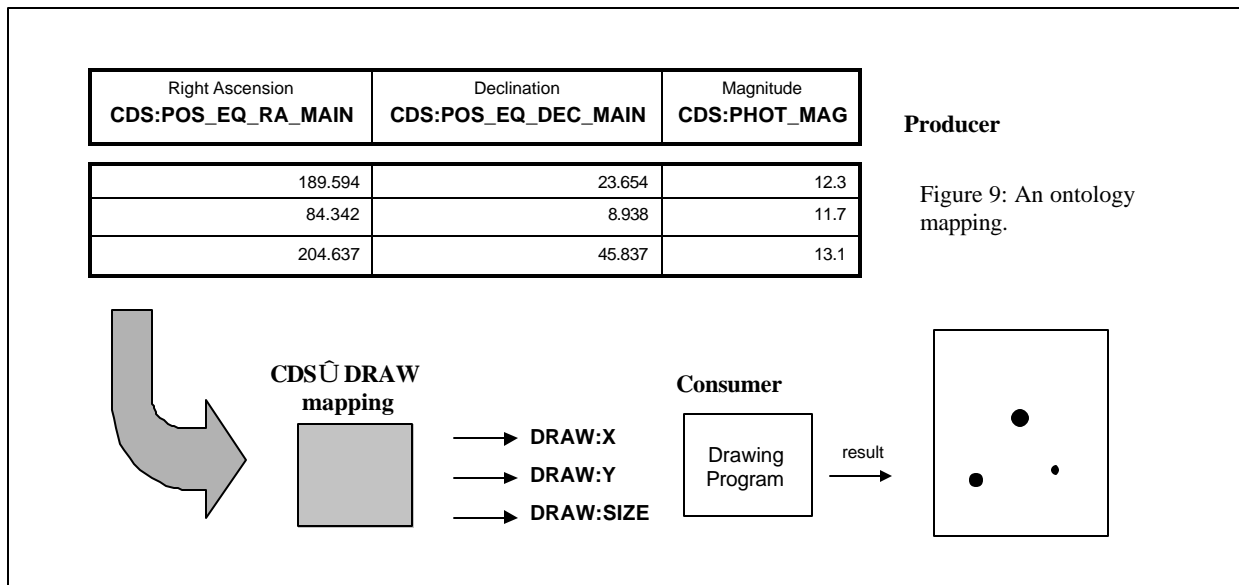 Right Ascension Declination Magnitude
CDS:POS_EQ_RA_MAIN CDS:POS_EQ_DEC_MAIN CDS:PHOT_MAG
Producer
189.594 23.654 12.3
84.342 8.938 11.7
204.637 45.837 13.1
Figure 9: An ontology
mapping.
CDSÛ DRAW
mapping
DRAW:X
DRAW:Y
DRAW:SIZE
Consumer
Drawing
Program
result